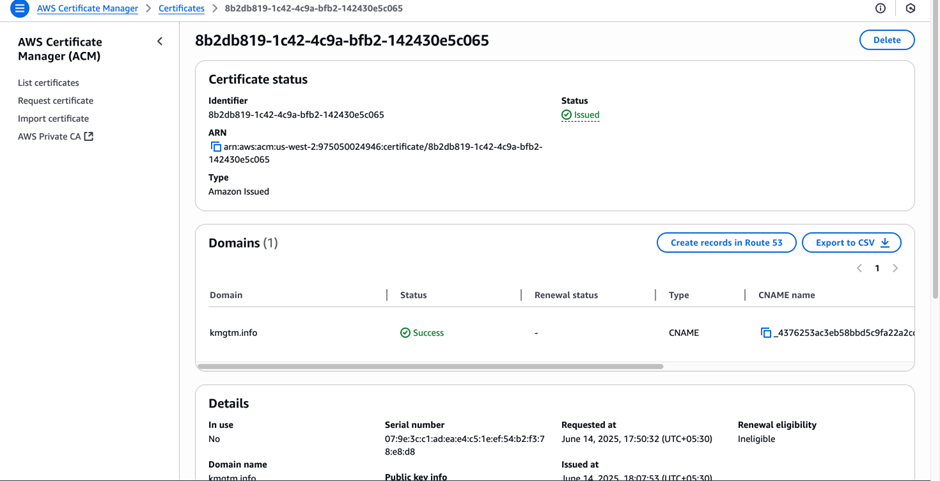 AWS Certificate Manager > Certificates > 8b2db819-1c42-4c9a-bfb2-142430e5c065
AWS Certificate
Manager (ACM)
List certificates
Request certificate
Import certificate
AWS Private CA
8b2db819-1c42-4c9a-bfb2-142430e5c065
Delete
Certificate status
Identifier
8b2db819-1c42-4c9a-bfb2-142430e5c065
Status
Issued
ARN
arn:aws:acm:us-west-2:975050024946:certificate/8b2db819-1c42-4c9a-bfb2-
142430e5c065
Type
Amazon Issued
Domains (1)
Create records in Route 53
Export to CSV
1
Domain Status Renewal status Type CNAME name
kmgtm.info Success - CNAME _4376253ac3eb58bbd5c9fa22a2c
Details
In use
No
Domain name
kmgtm.info
Serial number
07:9e:3c:c1:ad:ea:e4:c5:1e:ef:54:b2:f3:7
8:e8:d8
Public key info
Requested at
June 14, 2025, 17:50:32 (UTC+05:30)
Issued at
June 14, 2025, 18:07:53 (UTC+05:30)
Renewal eligibility
Ineligible